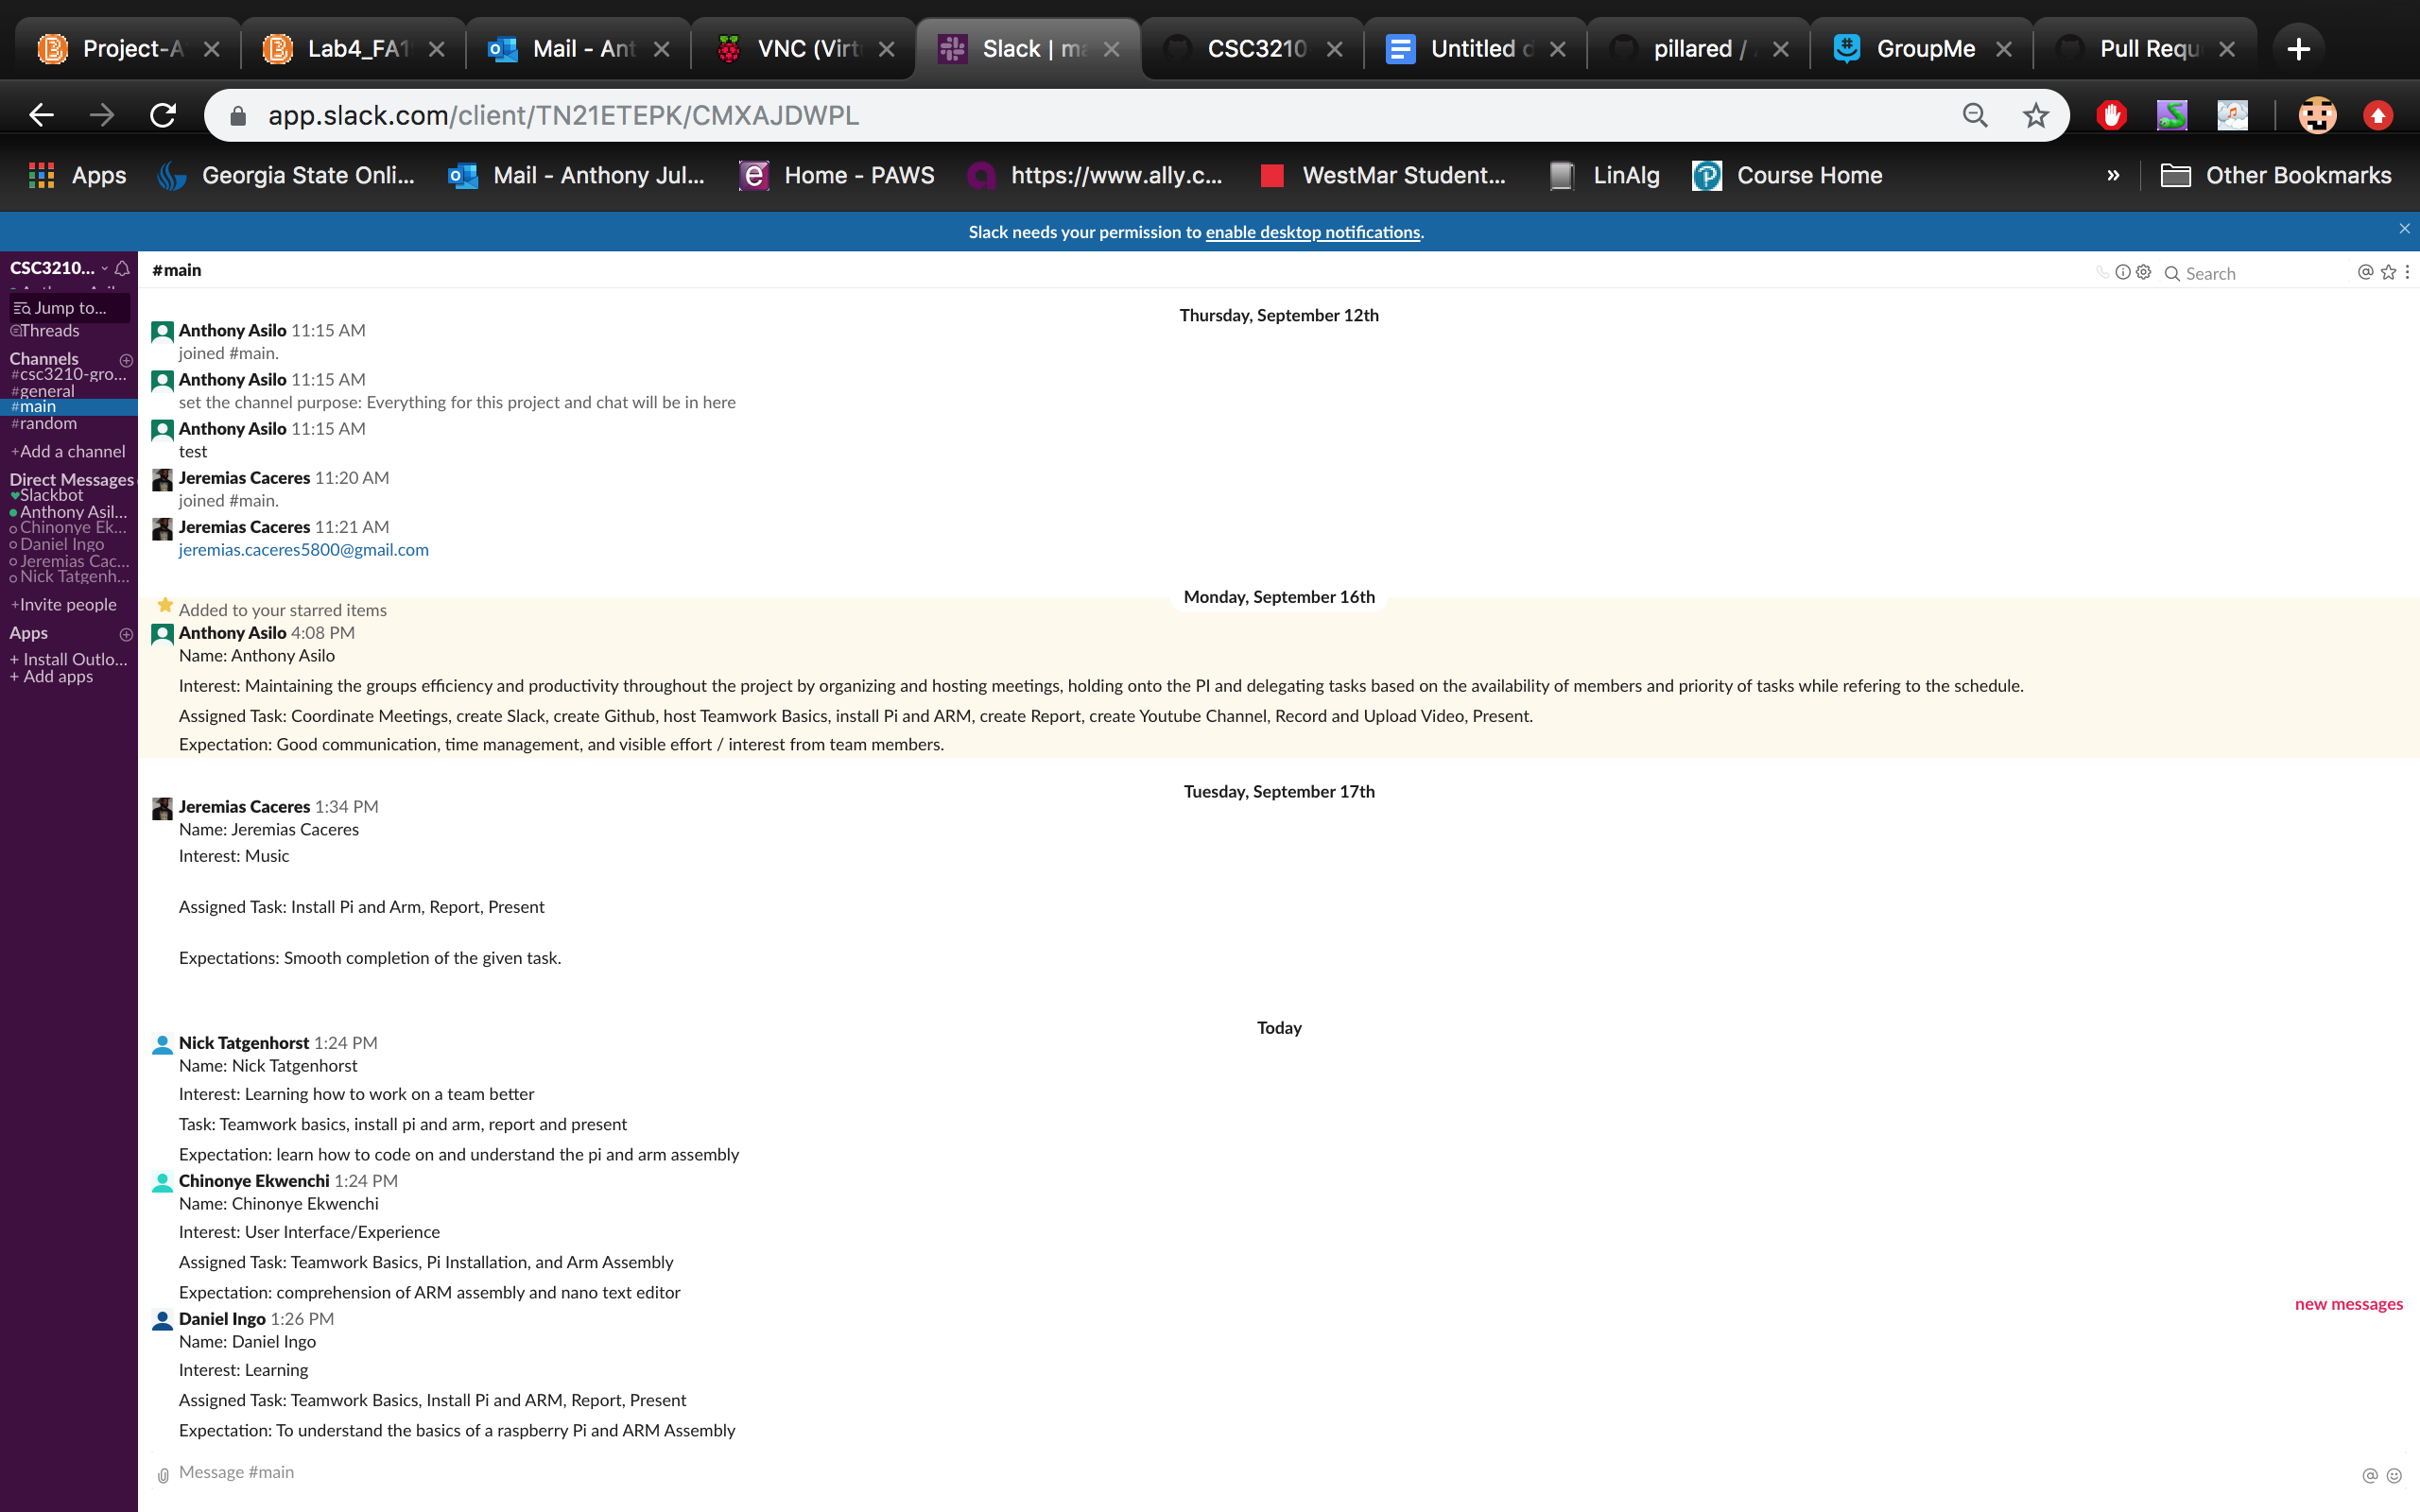 Project-A
Lab4_FA1
Mail - Ant
VNC (Virt
Slack | ma
CSC3210
Untitled d
pillared /
GroupMe
Pull Requ
app.slack.com/client/TN21ETEPK/CMXAJDWPL
Apps
Georgia State Onli...
Mail - Anthony Jul...
Home - PAWS
https://www.ally.c...
WestMar Student...
LinAlg
Course Home
»
Other Bookmarks
Slack needs your permission to enable desktop notifications.
CSC3210...
#main
Search
Jump to...
Threads
Channels
#csc3210-gro...
#general
#main
#random
+Add a channel
Direct Messages
Slackbot
Anthony Asil...
Chinonye Ek...
Daniel Ingo
Jeremias Cac...
Nick Tatgenh...
+Invite people
Apps
+ Install Outlo...
+ Add apps
Thursday, September 12th
Anthony Asilo 11:15 AM
joined #main.
Anthony Asilo 11:15 AM
set the channel purpose: Everything for this project and chat will be in here
Anthony Asilo 11:15 AM
test
Jeremias Caceres 11:20 AM
joined #main.
Jeremias Caceres 11:21 AM
jeremias.caceres5800@gmail.com
Monday, September 16th
Added to your starred items
Anthony Asilo 4:08 PM
Name: Anthony Asilo
Interest: Maintaining the groups efficiency and productivity throughout the project by organizing and hosting meetings, holding onto the PI and delegating tasks based on the availability of members and priority of tasks while refering to the schedule.
Assigned Task: Coordinate Meetings, create Slack, create Github, host Teamwork Basics, install Pi and ARM, create Report, create Youtube Channel, Record and Upload Video, Present.
Expectation: Good communication, time management, and visible effort / interest from team members.
Tuesday, September 17th
Jeremias Caceres 1:34 PM
Name: Jeremias Caceres
Interest: Music
Assigned Task: Install Pi and Arm, Report, Present
Expectations: Smooth completion of the given task.
Today
Nick Tatgenhorst 1:24 PM
Name: Nick Tatgenhorst
Interest: Learning how to work on a team better
Task: Teamwork basics, install pi and arm, report and present
Expectation: learn how to code on and understand the pi and arm assembly
Chinonye Ekwenchi 1:24 PM
Name: Chinonye Ekwenchi
Interest: User Interface/Experience
Assigned Task: Teamwork Basics, Pi Installation, and Arm Assembly
Expectation: comprehension of ARM assembly and nano text editor
new messages
Daniel Ingo 1:26 PM
Name: Daniel Ingo
Interest: Learning
Assigned Task: Teamwork Basics, Install Pi and ARM, Report, Present
Expectation: To understand the basics of a raspberry Pi and ARM Assembly
Message #main